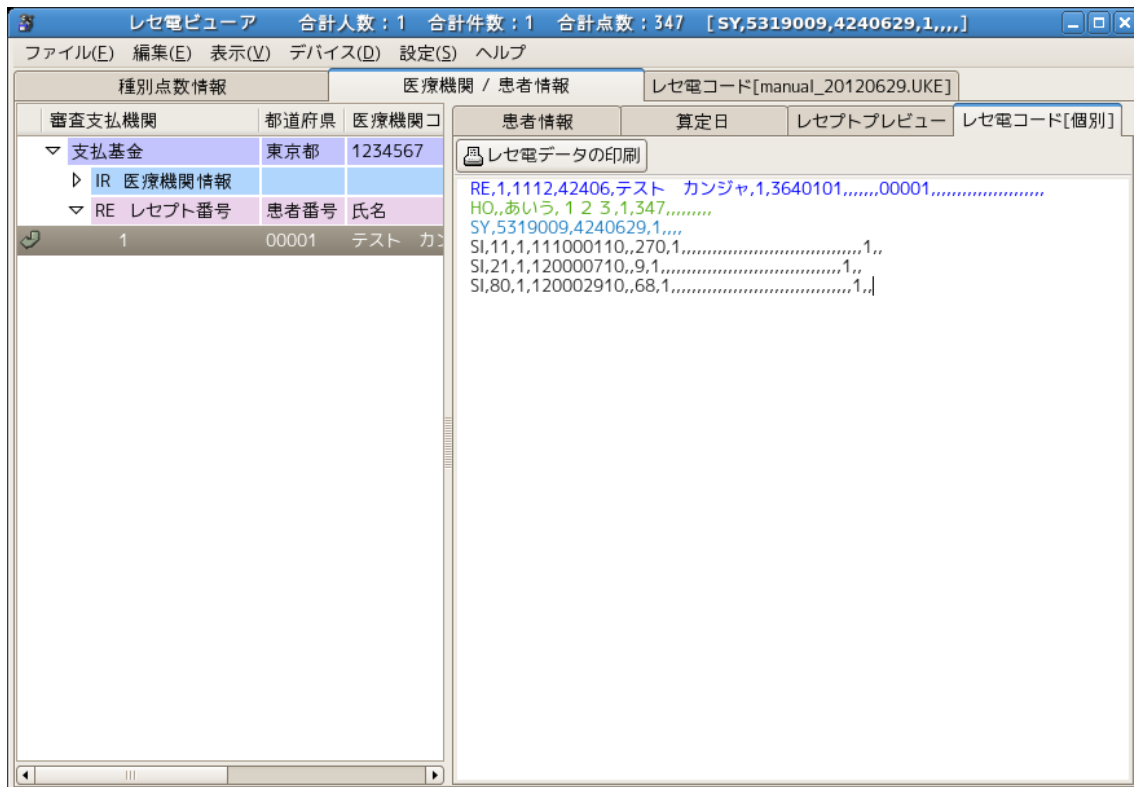 レセ電ビューア 合計人数:1 合計件数:1 合計点数:347 [SY,5319009,4240629,1,,,,]
ファイル(F) 編集(E) 表示(V) デバイス(D) 設定(S) ヘルプ
種別点数情報 医療機関 / 患者情報 レセ電コード[manual_20120629.UKE]
審査支払機関 都道府県 医療機関コ
支払基金 東京都 1234567
IR 医療機関情報
RE レセプト番号 患者番号 氏名
1 00001 テスト カン
患者情報 算定日 レセプトプレビュー レセ電コード[個別]
レセ電データの印刷
RE,1,1112,42406,テスト カンジャ,1,3640101,,,,,,,00001,,,,,,,,,,,,,,,,,,,,,,
HO,,あいう,123,1,347,,,,,,,,,
SY,5319009,4240629,1,,,,
SI,11,1,111000110,,270,1,,,,,,,,,,,,,,,,,,,,,,,,,,,,,,,,,,,1,,
SI,21,1,120000710,,9,1,,,,,,,,,,,,,,,,,,,,,,,,,,,,,,,,,,,1,,
SI,80,1,120002910,,68,1,,,,,,,,,,,,,,,,,,,,,,,,,,,,,,,,,,,1,,